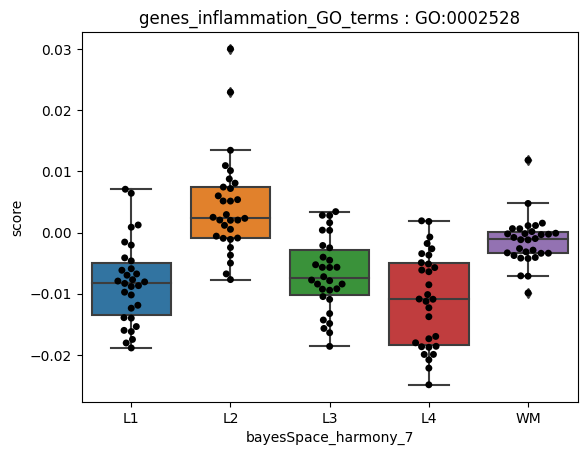 genes_inflammation_GO_terms : GO:0002528
0.03
0.02
0.01
0.00
−0.01
−0.02
score
L1 L2 L3 L4 WM
bayesSpace_harmony_7